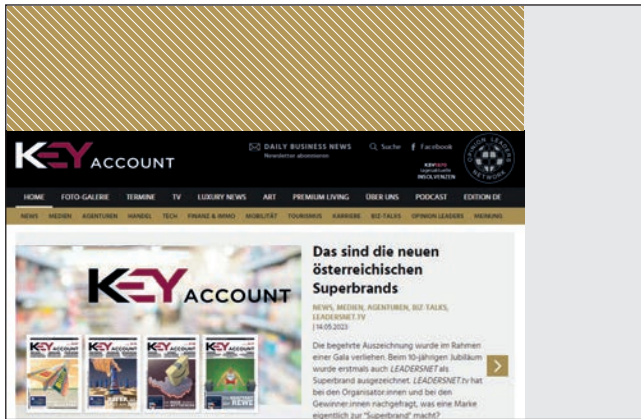 KEY ACCOUNT
DAILY BUSINESS NEWS
Newsletter abonnieren
Suche
Facebook
OPINION LEADERS NETWORK
INSOLVENZEN
HOME FOTO-GALERIE TERMINE TV LUXURY NEWS ART PREMIUM LIVING ÜBER UNS PODCAST EDITION DE
NEWS MEDIEN AGENTUREN HANDEL TECH FINANZ & IMMO MOBILITÄT TOURISMUS KARRIERE BIZ-TALKS OPINION LEADERS MEINUNG
KEY ACCOUNT
Das sind die neuen
österreichischen
Superbrands
NEWS, MEDIEN, AGENTUREN, BIZ-TALKS,
LEADERSNET.TV
| 14.05.2023
Die begehrte Auszeichnung wurde im Rahmen
einer Gala verliehen. Beim 10-jährigen Jubiläum
wurde erstmals auch LEADERSNET als
Superbrand ausgezeichnet. LEADERSNET.tv hat
bei den Organisator:innen und bei den
Gewinner:innen nachgefragt, was eine Marke
eigentlich zur "Superbrand" macht?